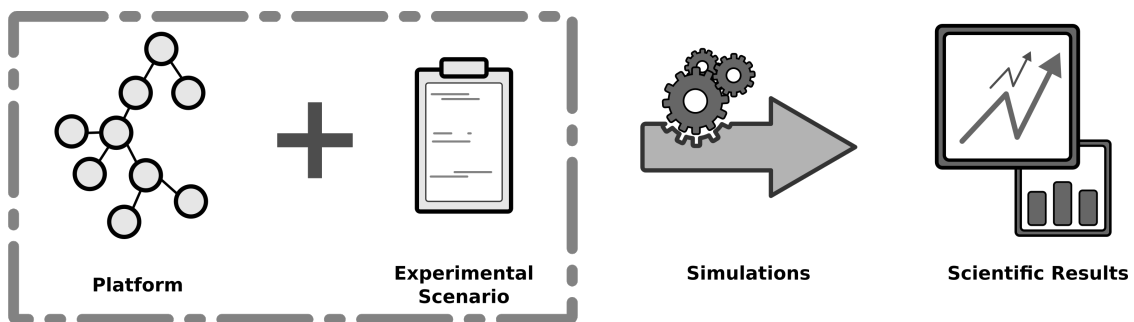 Platform
Experimental
Scenario
Simulations
Scientific Results